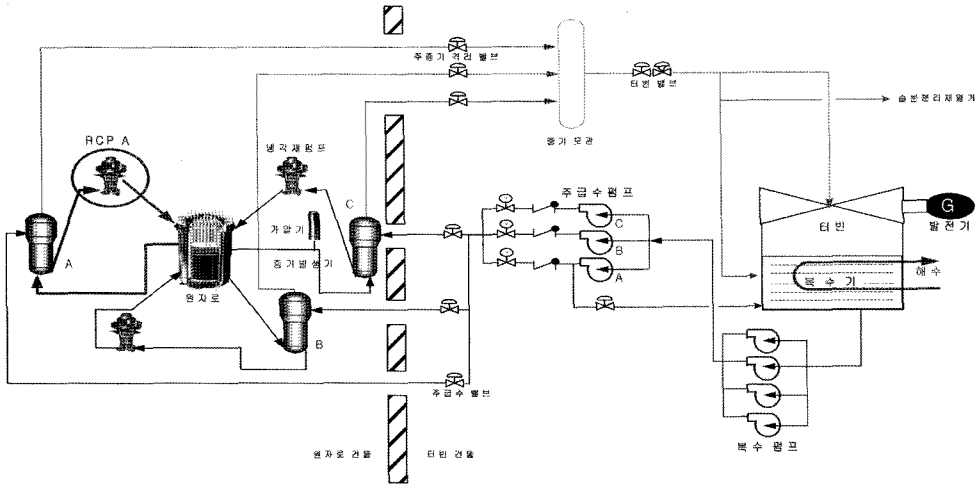 주증기 격리 밸브
터빈 밸브
습분분리재열기
증기 모관
RCP A
냉각재펌프
주급수펌프
C
가압기
C
B
A
G
터빈
발전기
A
증기발생기
원자로
복수기
해수
B
주급수 밸브
복수 펌프
원자로 건물
터빈 건물